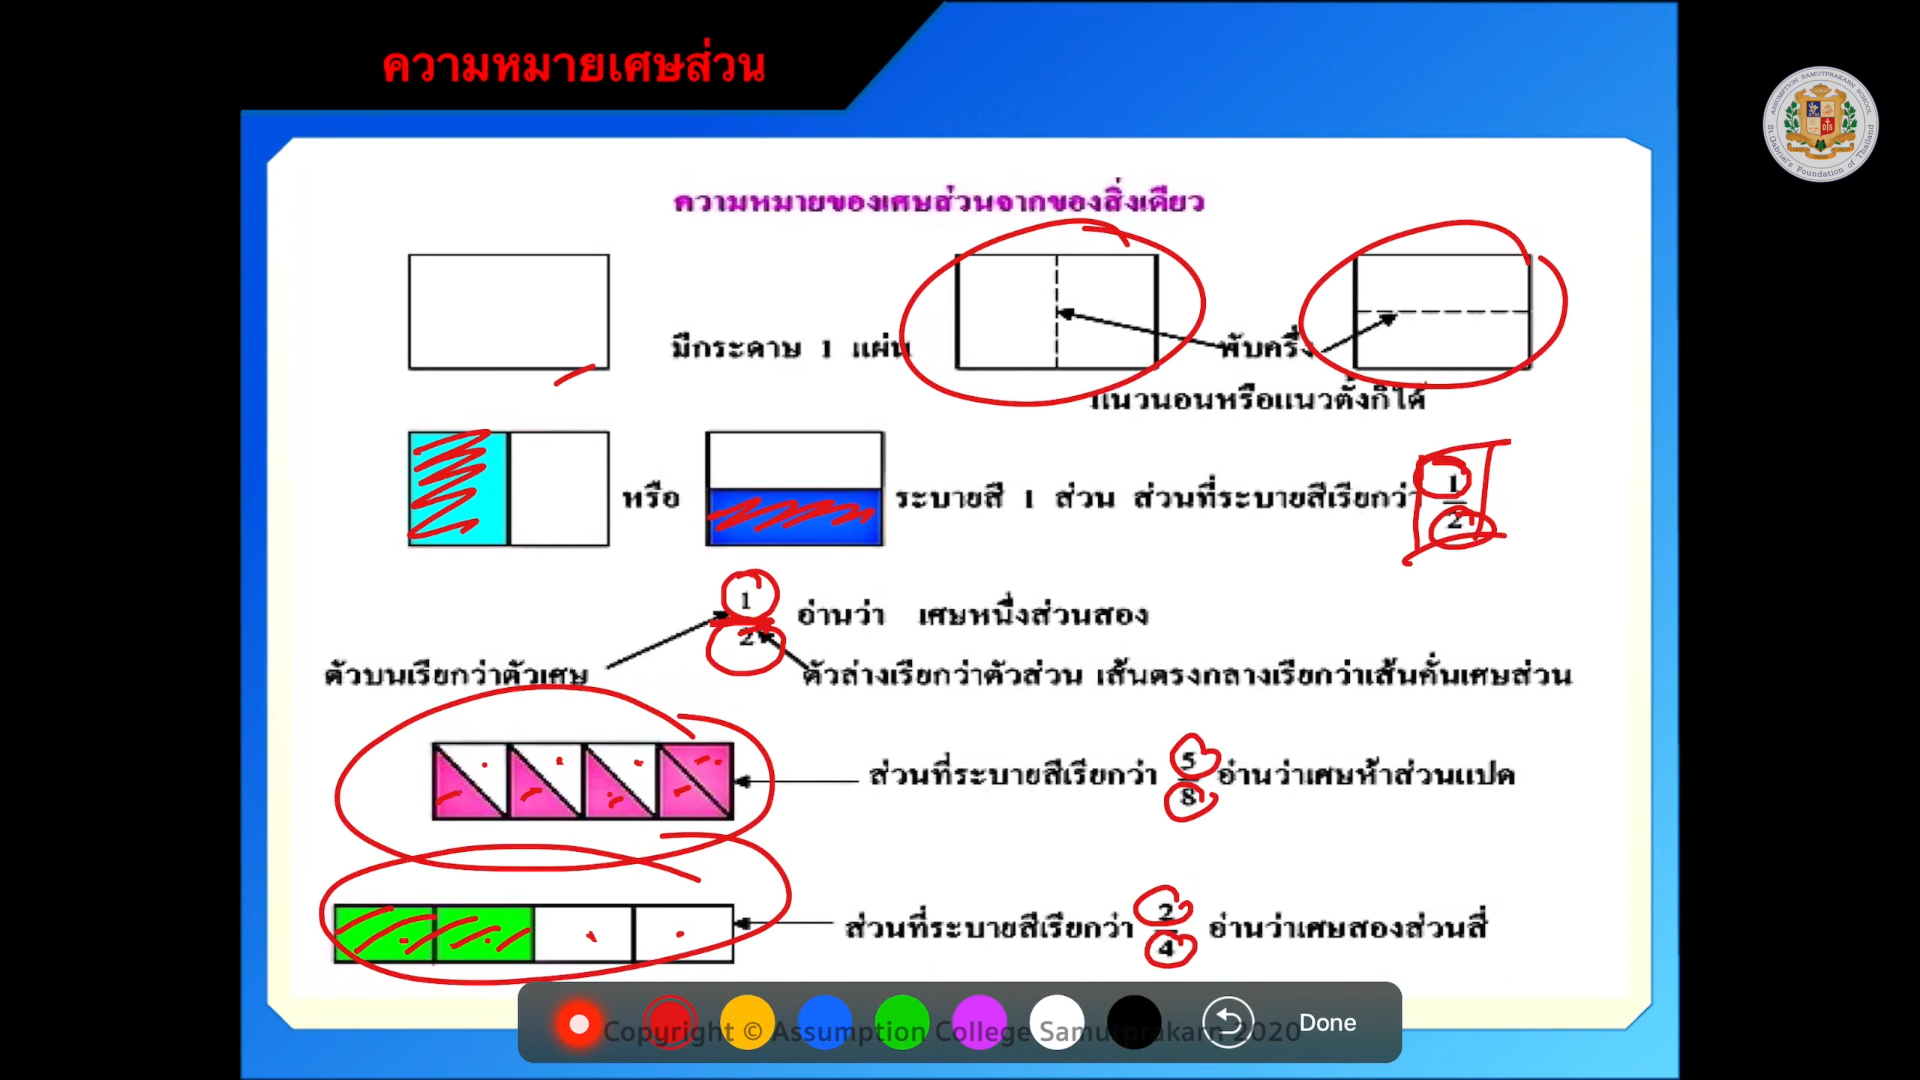 ความหมายเศษส่วน
ASSUMPTION SAMUTPRAKARN SCHOOL
St.Gabriel's Foundation of Thailand
ความหมายของเศษส่วนจากของสิ่งเดียว
มีกระดาษ 1 แผ่น
พับครึ่ง
แนวนอนหรือแนวตั้งก็ได้
หรือ
ระบายสี 1 ส่วน ส่วนที่ระบายสีเรียกว่า 1/2
1/2 อ่านว่า เศษหนึ่งส่วนสอง
ตัวบนเรียกว่าตัวเศษ
ตัวล่างเรียกว่าตัวส่วน เส้นตรงกลางเรียกว่าเส้นคั่นเศษส่วน
ส่วนที่ระบายสีเรียกว่า 5/8 อ่านว่าเศษห้าส่วนแปด
ส่วนที่ระบายสีเรียกว่า 2/4 อ่านว่าเศษสองส่วนสี่
Copyright © Assumption College Samutprakarn 2020
Done